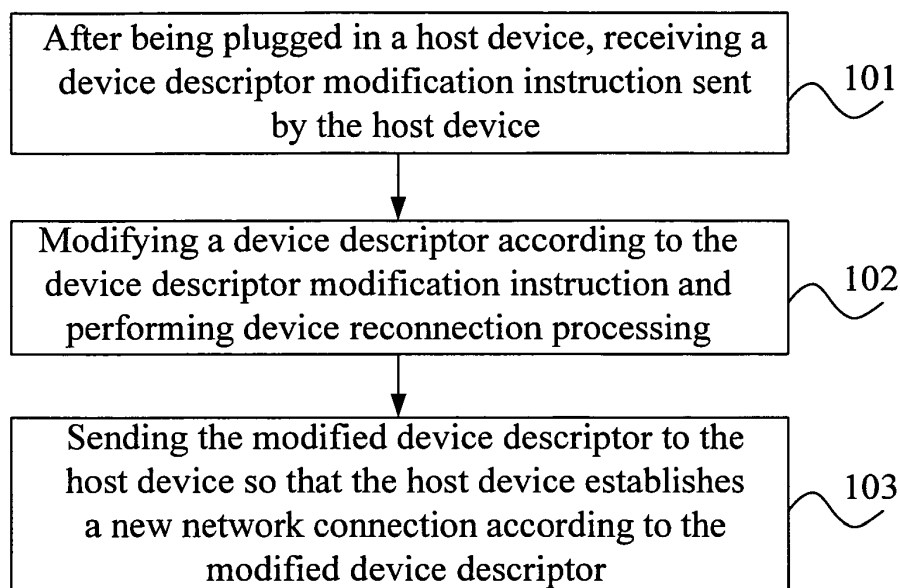 After being plugged in a host device, receiving a
device descriptor modification instruction sent
by the host device
101
Modifying a device descriptor according to the
device descriptor modification instruction and
performing device reconnection processing
102
Sending the modified device descriptor to the
host device so that the host device establishes
a new network connection according to the
modified device descriptor
103